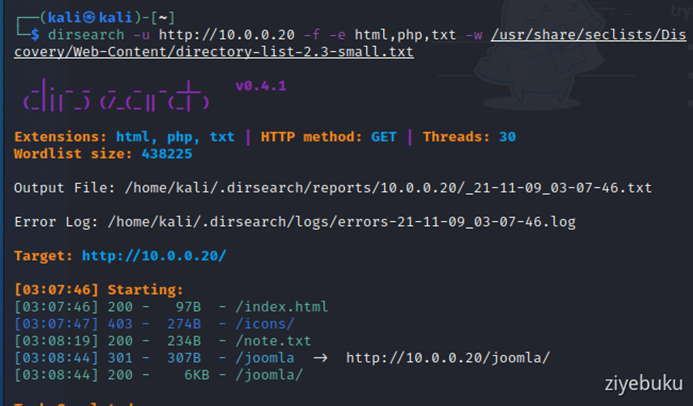 ┌──(kali㉿kali)-[~]
└─$ dirsearch -u http://10.0.0.20 -f -e html,php,txt -w /usr/share/seclists/Dis
covery/Web-Content/directory-list-2.3-small.txt
v0.4.1
Extensions: html, php, txt | HTTP method: GET | Threads: 30
Wordlist size: 438225
Output File: /home/kali/.dirsearch/reports/10.0.0.20/_21-11-09_03-07-46.txt
Error Log: /home/kali/.dirsearch/logs/errors-21-11-09_03-07-46.log
Target: http://10.0.0.20/
[03:07:46] Starting:
[03:07:46] 200 - 97B - /index.html
[03:07:47] 403 - 274B - /icons/
[03:08:19] 200 - 234B - /note.txt
[03:08:44] 301 - 307B - /joomla → http://10.0.0.20/joomla/
[03:08:44] 200 - 6KB - /joomla/
ziyebuku